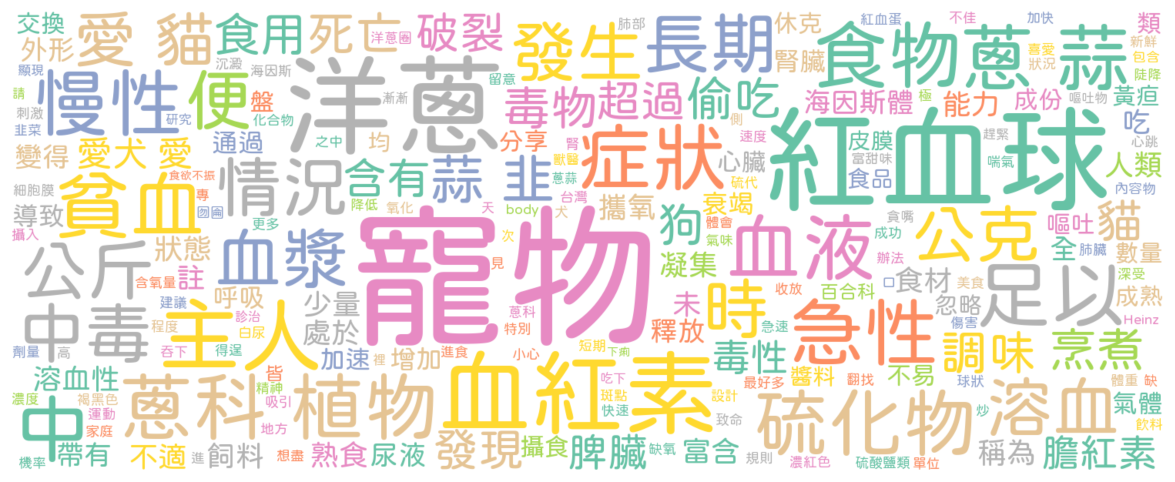 交換 愛 貓 食用 死亡 洋蔥圈 破裂 發生 肺部 長期 休克 紅血蛋 不佳 加快 類
外形 沉澱 海因斯 留意 腎臟 食物 蔥 蒜 喜愛 狀況 新鮮 包含
顯現 慢性 便 盤 洋蔥 漸漸 毒物 超過 偷吃 海因斯體 極 能力 成份 嘔吐物 陡降 黃疸
請 刺激 研究 化合物
韭菜 通過 之中 均 分享 腎 症狀 側 速度 紅血球 皮膜 趕緊 吃 心跳
變得 愛犬 愛 情況 含有 蒜 韭 獸醫 蔥蒜 心臟 富甜味 喘氣 人類
細胞膜 貧血 食欲不振 專 囫圇 降低 氧化 天 body 犬 台灣 攜氧 硫代 衰竭 食品 內容物
導致 攝入 更多 寵物 次 狗 體會 氣味 食嘴 成功 公克 嘔吐 貓
公斤 狀態 血漿 見 凝集 血液 辦法 全 肺臟 數量
含氧量 註 收放 百合科 食材 美食 足以 深受 成熟
中毒 建議 呼吸 少量 薏科 特別 未 釋放 時 急性 忽略 傷害 Heinz
程度 診治 主人 處於 急速 調味 烹煮
劑量 高 白尿 吞下 得逞 加速 裡 增加 進食 小心 短期 下痢 毒性
溶血性 蔥科 皆 精神 植物 血紅素 吃下 最好多 醬料 翻找 不易 球狀 體重 缺
濃度 褐黑色 吸引 斑點 設計 硫化物 溶血 氣體
中 運動 家庭 地方 快速 致命 炒 飲料
機率 帶有 不適 進 飼料 想盡 熟食 尿液 發現 攝食 脾臟 缺氧 富含 規則 濃紅色 硫酸鹽類 單位 稱為 膽紅素